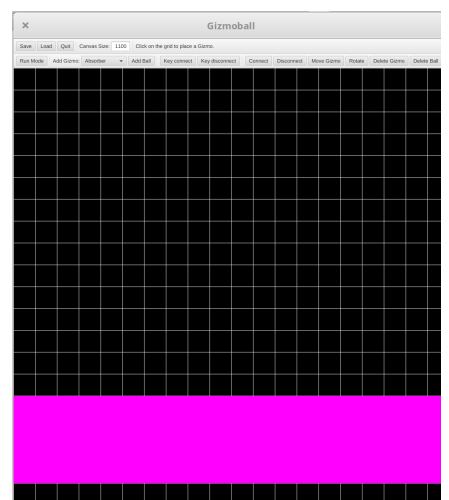 Gizmoball
Save Load Quit Canvas Size: 1100 Click on the grid to place a Gizmo.
Run Mode Add Gizmo: Absorber Add Ball Key connect Key disconnect Connect Disconnect Move Gizmo Rotate Delete Gizmo Delete Ball